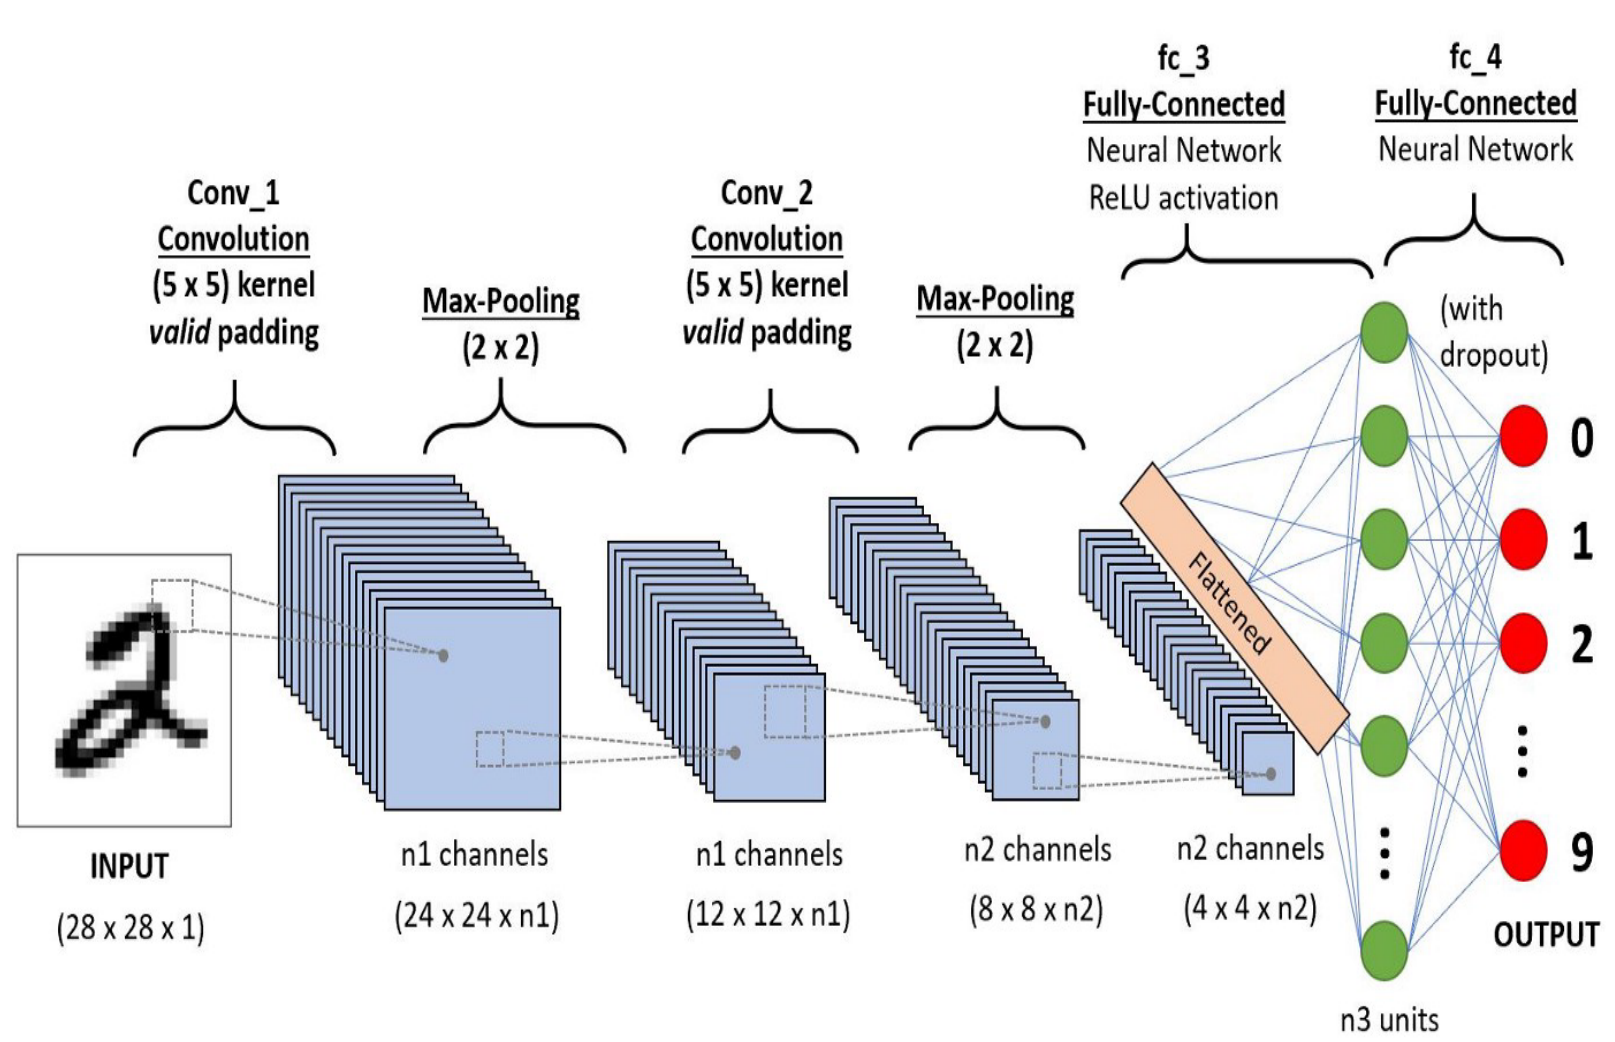 fc_3
Fully-Connected
Neural Network
ReLU activation
fc_4
Fully-Connected
Neural Network
Conv_1
Convolution
(5 x 5) kernel
valid padding
Max-Pooling
(2 x 2)
Conv_2
Convolution
(5 x 5) kernel
valid padding
Max-Pooling
(2 x 2)
(with
dropout)
Flattened
0
1
2
9
2
INPUT
(28 x 28 x 1)
n1 channels
(24 x 24 x n1)
n1 channels
(12 x 12 x n1)
n2 channels
(8 x 8 x n2)
n2 channels
(4 x 4 x n2)
OUTPUT
n3 units